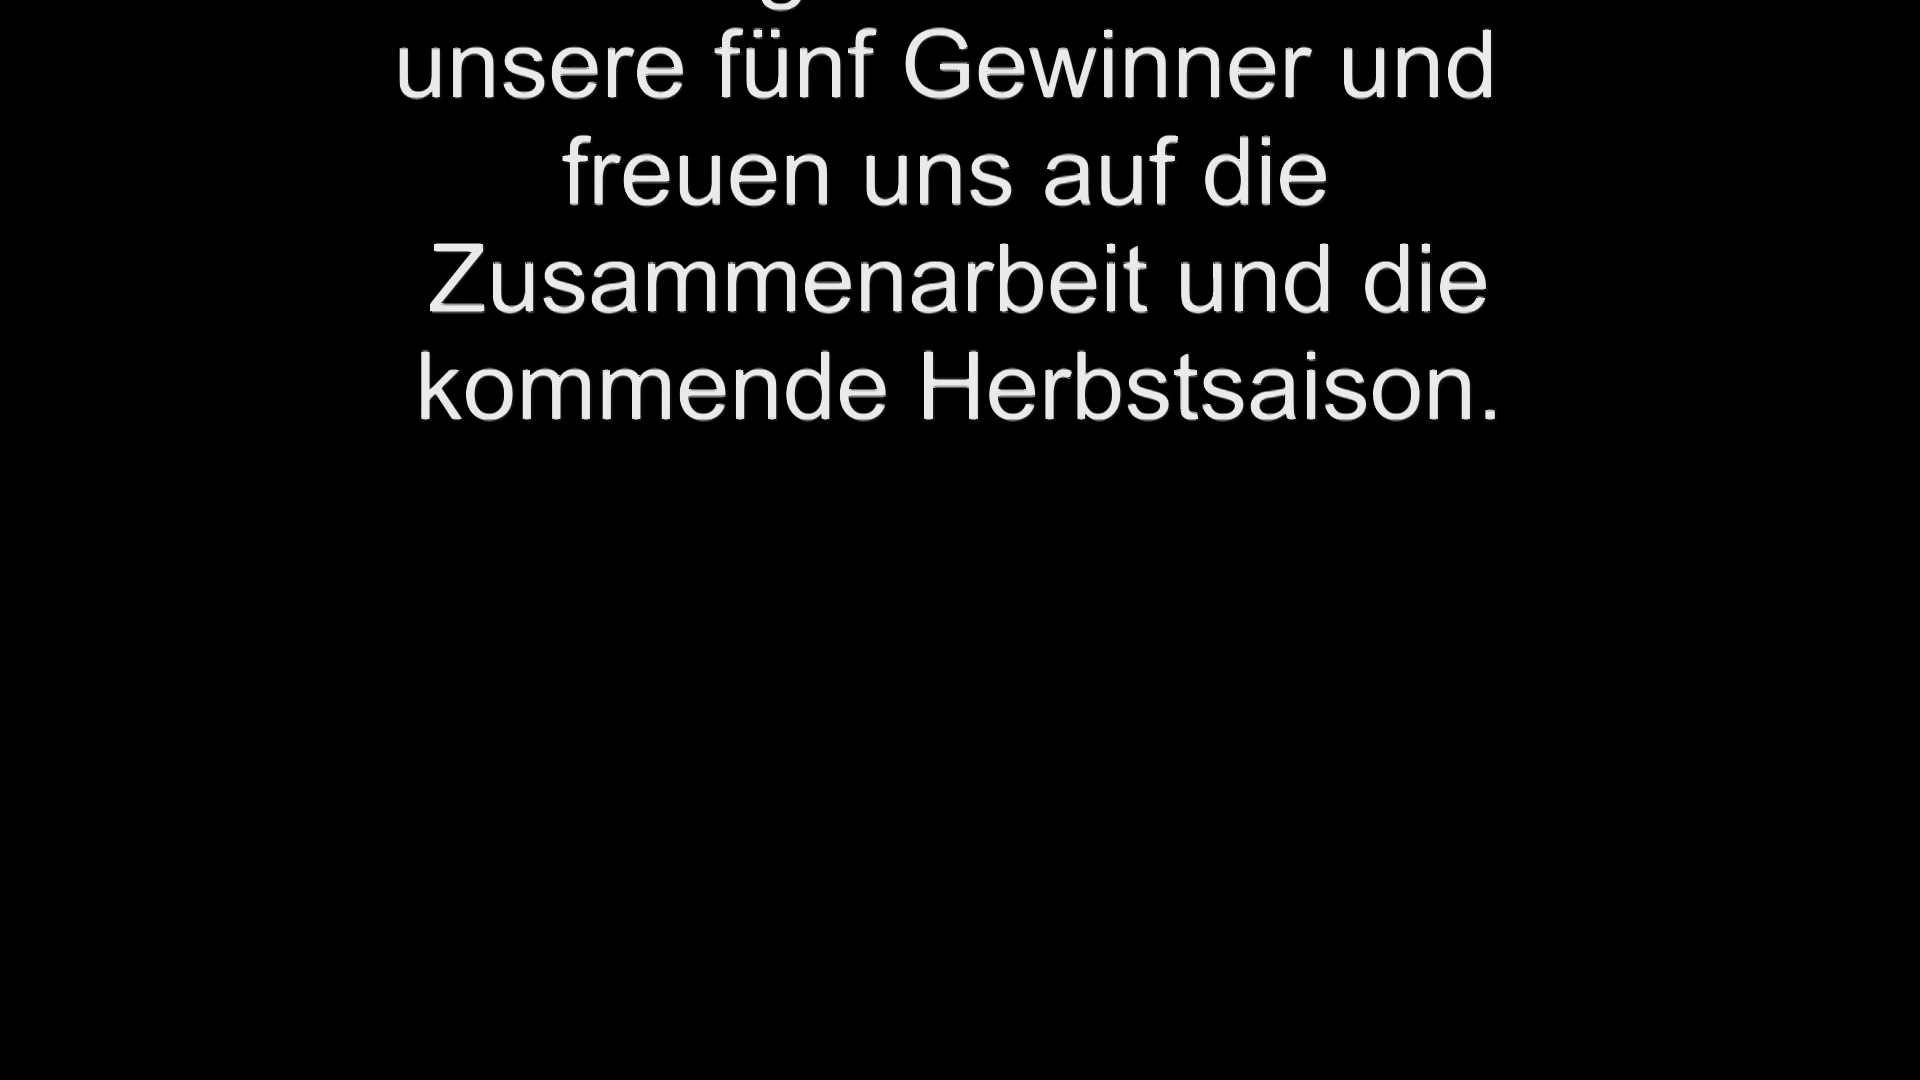 unsere fünf Gewinner und
freuen uns auf die
Zusammenarbeit und die
kommende Herbstsaison.